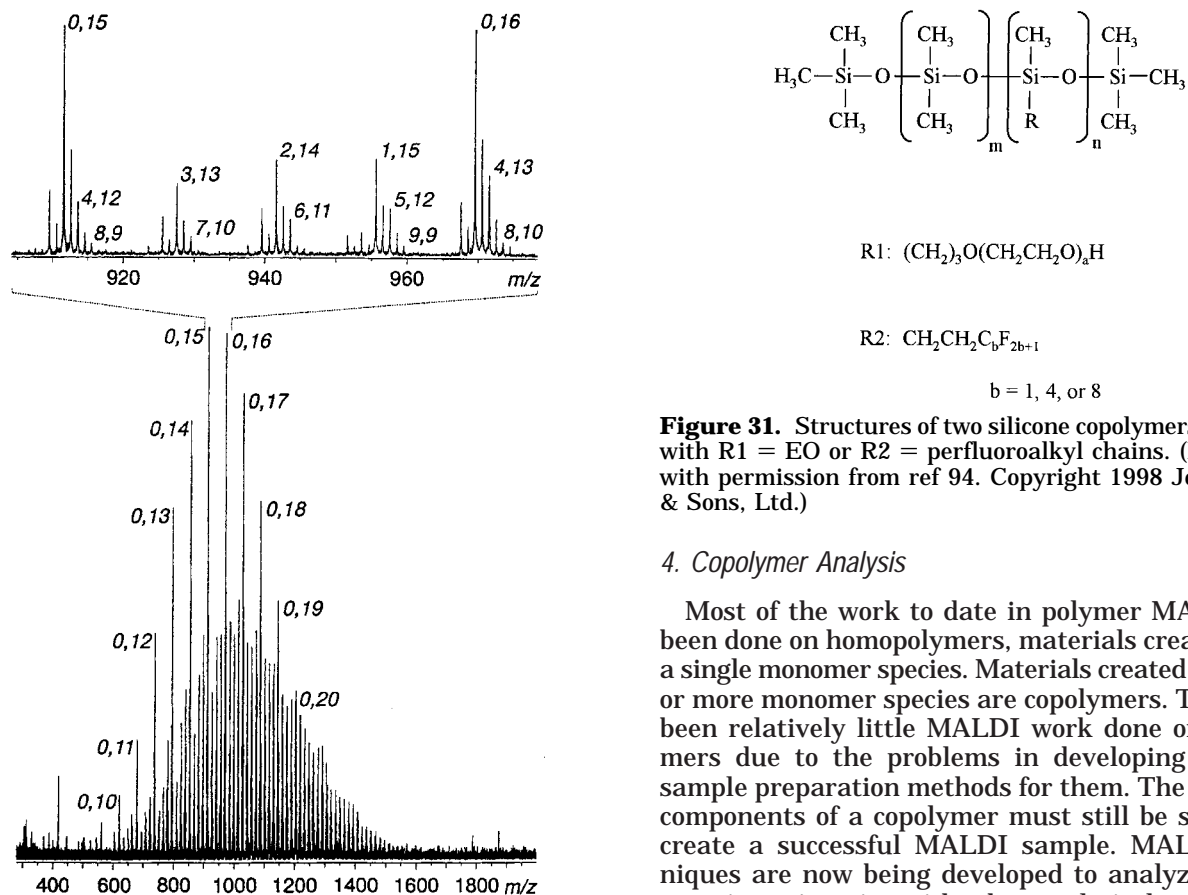 0,15
0,16
2,14
1,15
3,13
4,13
4,12
5,12
6,11
7,10
8,9
9,9
8,10
920
940
960
m/z
0,15
0,16
0,17
0,14
0,18
0,13
0,19
0,12
0,20
0,11
0,10
400 600 800 1000 1200 1400 1600 1800 m/z
CH3 CH3 CH3 CH3
H3C—Si—O—Si—O—Si—O—Si—CH3
CH3 CH3 R CH3
m n
R1: (CH2)3O(CH2CH2O)aH
R2: CH2CH2CbF2b+1
b = 1, 4, or 8
Figure 31. Structures of two silicone copolymers
with R1 = EO or R2 = perfluoroalkyl chains. (
with permission from ref 94. Copyright 1998 J
& Sons, Ltd.)
4. Copolymer Analysis
Most of the work to date in polymer MA
been done on homopolymers, materials crea
a single monomer species. Materials created
or more monomer species are copolymers. T
been relatively little MALDI work done o
mers due to the problems in developing
sample preparation methods for them. The
components of a copolymer must still be s
create a successful MALDI sample. MAL
niques are now being developed to analyz